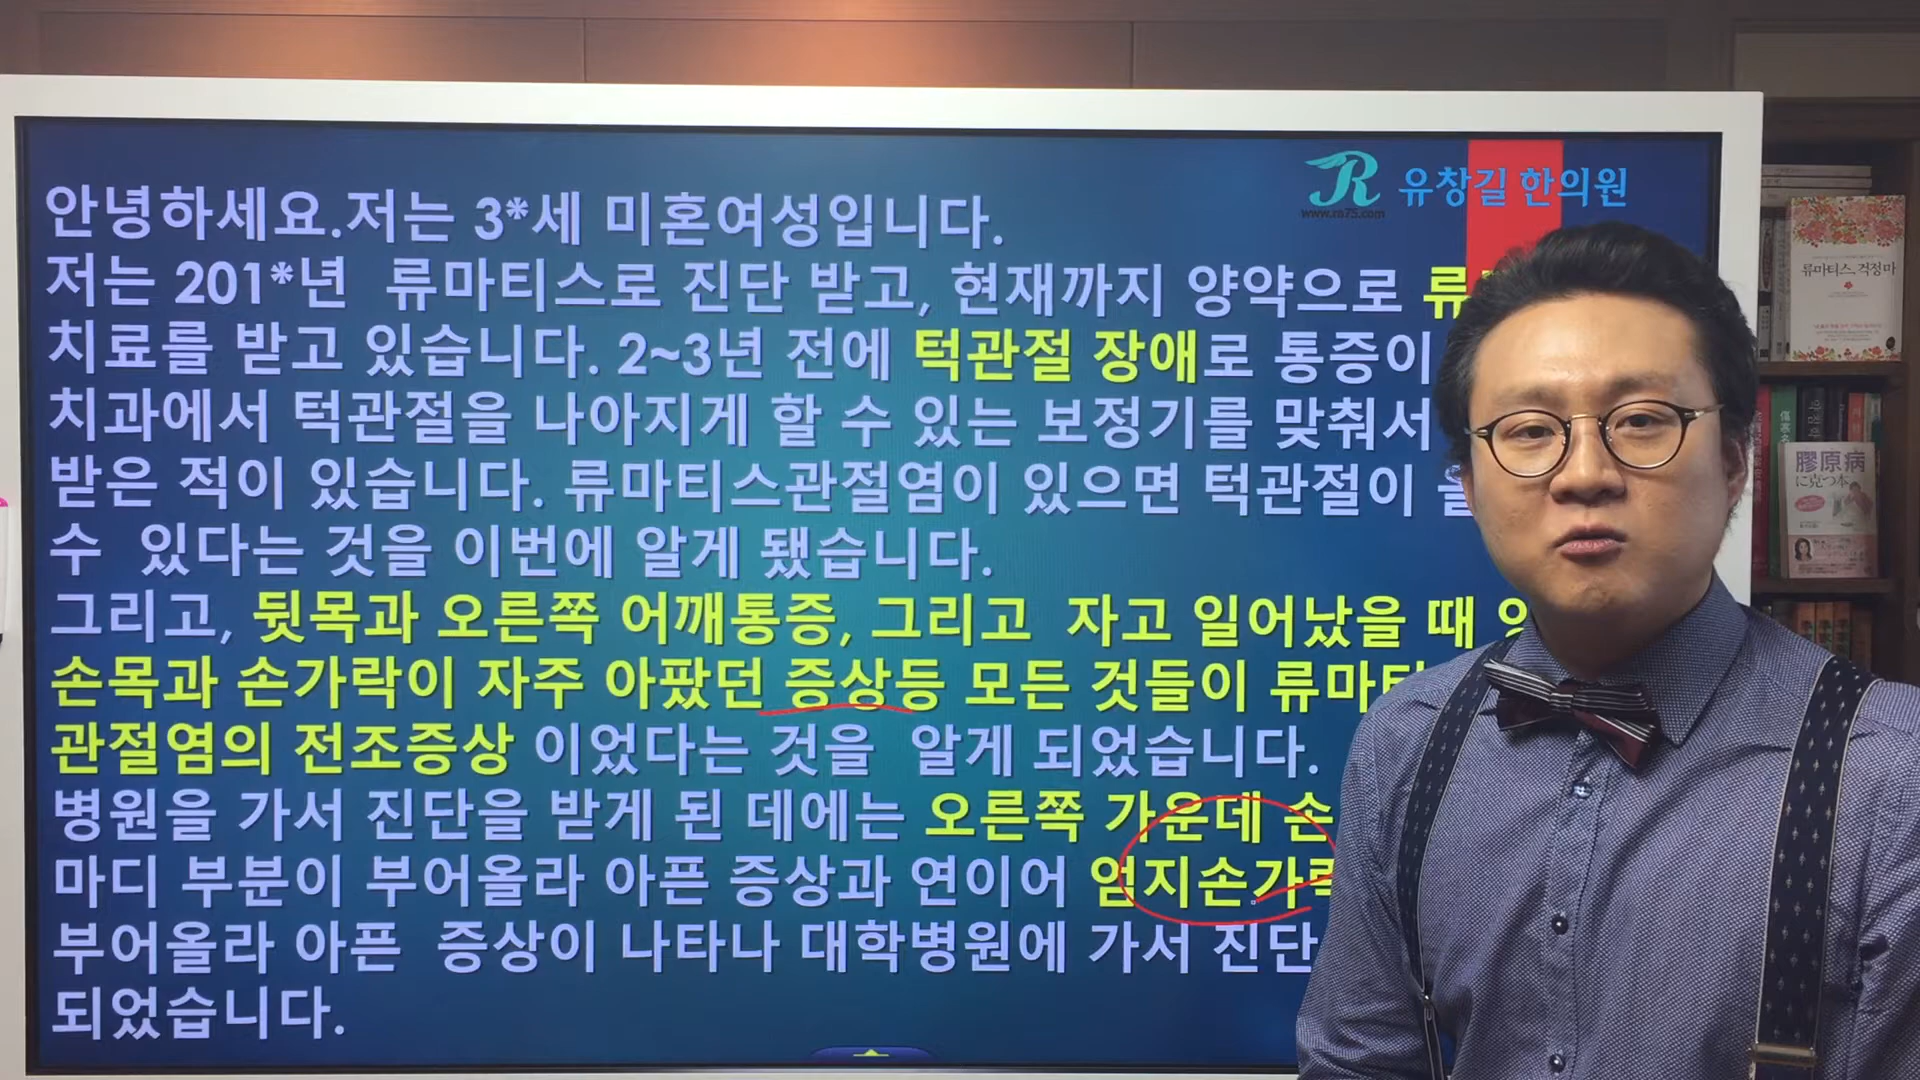 www.ra75.com
유창길 한의원
안녕하세요.저는 3*세 미혼여성입니다.
저는 201*년 류마티스로 진단 받고, 현재까지 양약으로
치료를 받고 있습니다. 2~3년 전에 턱관절 장애로 통증이
치과에서 턱관절을 나아지게 할 수 있는 보정기를 맞춰서
받은 적이 있습니다. 류마티스관절염이 있으면 턱관절이
수 있다는 것을 이번에 알게 됐습니다.
그리고, 뒷목과 오른쪽 어깨통증, 그리고 자고 일어났을 때
손목과 손가락이 자주 아팠던 증상등 모든 것들이 류마티
관절염의 전조증상 이었다는 것을 알게 되었습니다.
병원을 가서 진단을 받게 된 데에는 오른쪽 가운데 손
마디 부분이 부어올라 아픈 증상과 연이어 엄지손가락
부어올라 아픈 증상이 나타나 대학병원에 가서 진단
되었습니다.
류마티스, 걱정마
膠原病
に克つ本